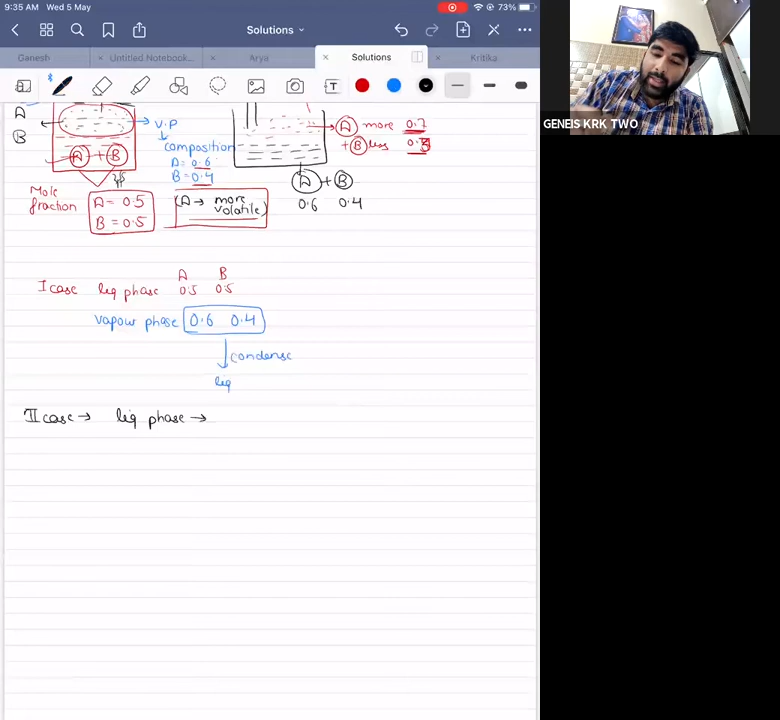 9:35 AM Wed 5 May
73%
Solutions
Ganesh
Untitled Notebook...
Arya
Solutions
Kritika
T
GENEIS KRK TWO
A
B
V.P
composition
A = 0.6
B = 0.4
A + B
A more 0.7
+ B less 0.3
A + B
0.6 0.4
Mole fraction
A = 0.5
B = 0.5
(A → more volatile)
A B
I case liq phase 0.5 0.5
vapour phase 0.6 0.4
condense
liq
II case → liq phase →